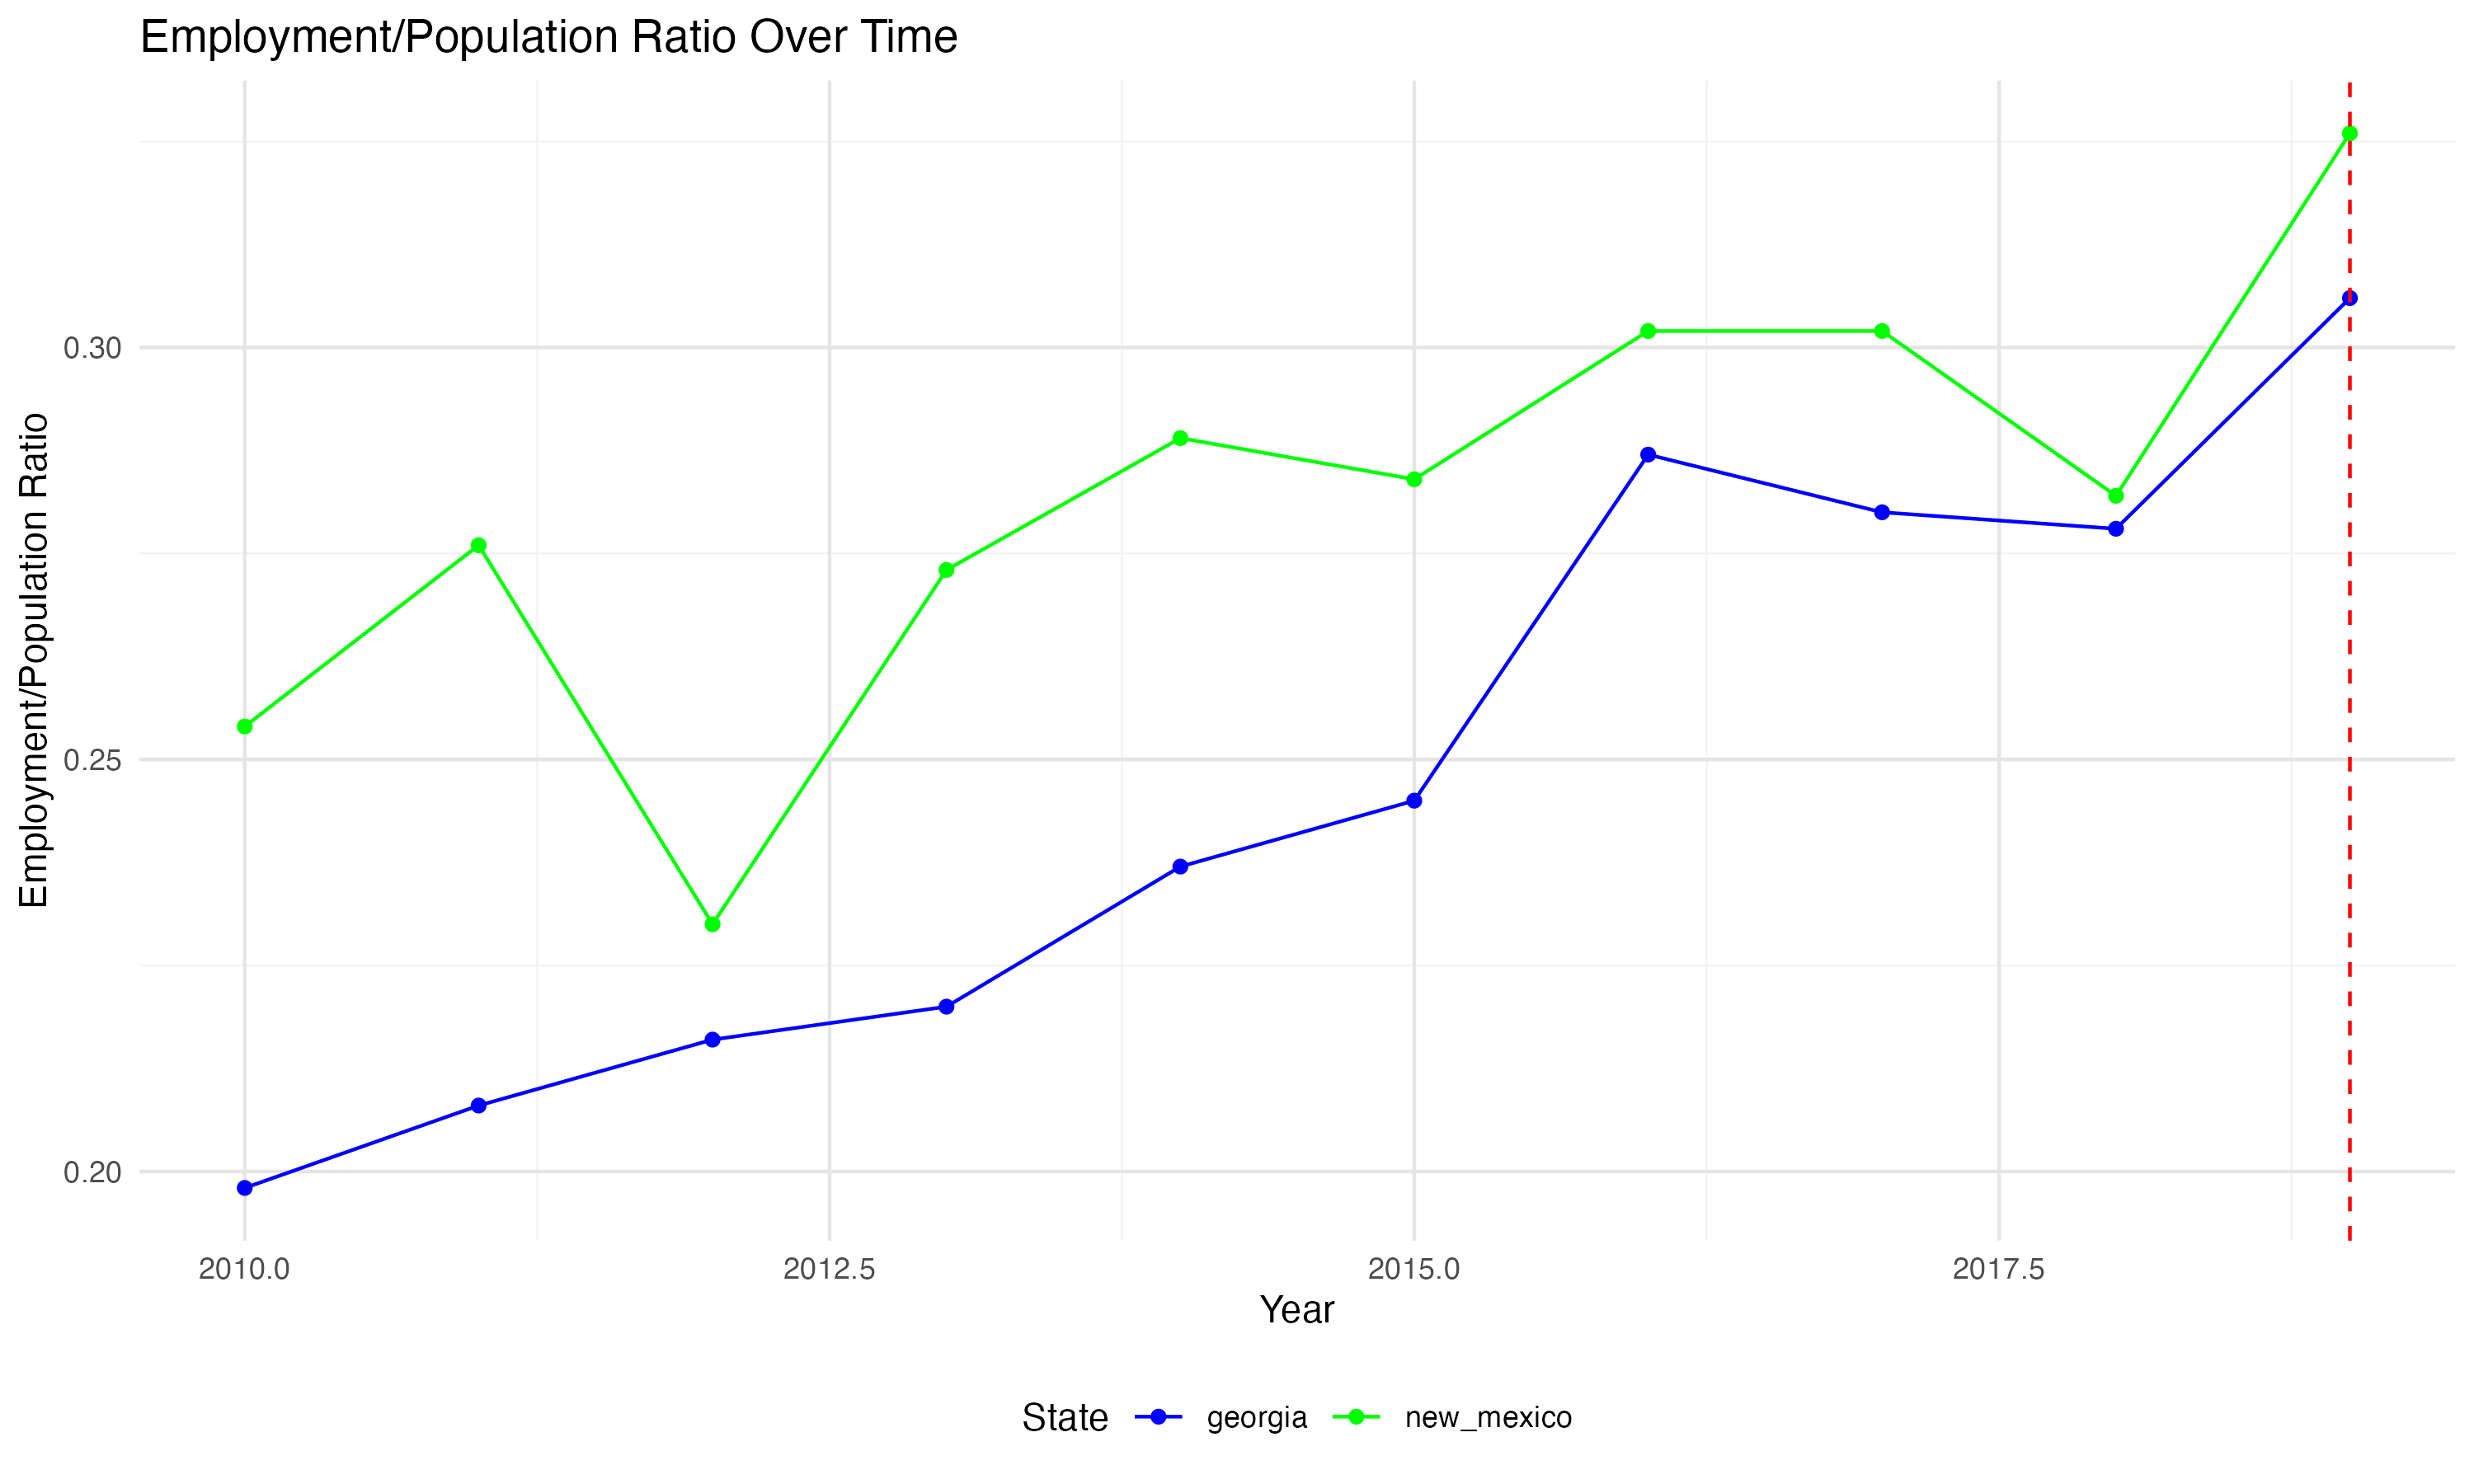 Employment/Population Ratio Over Time
Employment/Population Ratio
0.30
0.25
0.20
2010.0
2012.5
2015.0
2017.5
Year
State
georgia
new_mexico